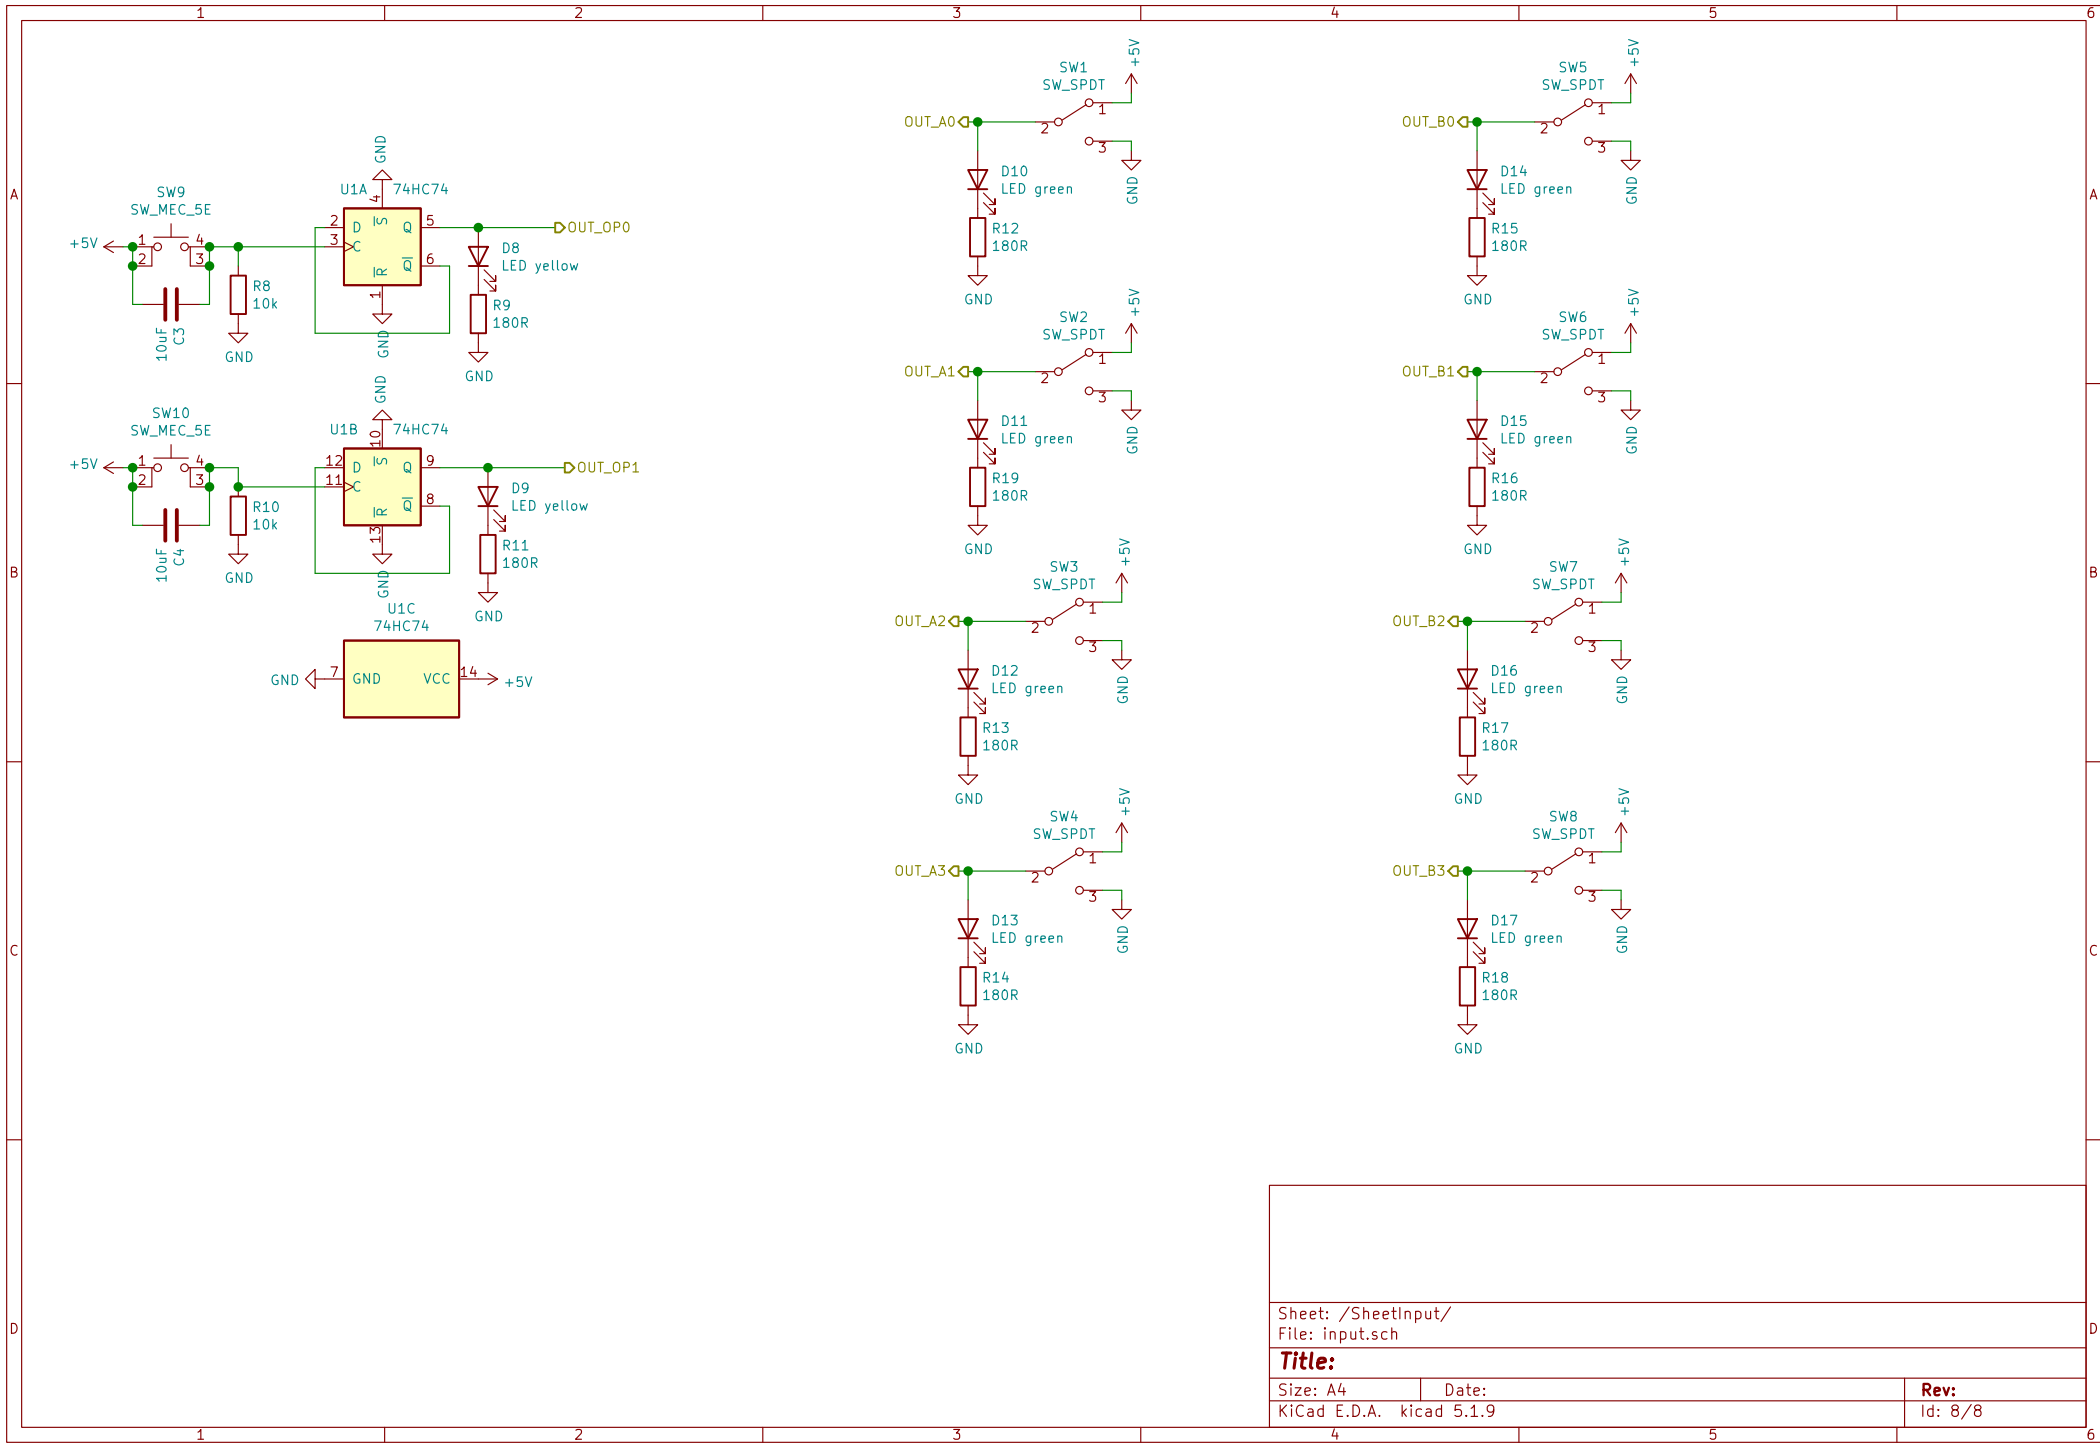 1 2 3 4 5 6
A
B
C
D
SW9
SW_MEC_5E
+5V
1
2
4
3
10uF
C3
R8
10k
GND
GND
U1A
74HC74
4
S
2
D
3
C
Q
5
Q
6
R
1
GND
OUT_OP0
D8
LED yellow
R9
180R
GND
SW10
SW_MEC_5E
+5V
1
2
4
3
10uF
C4
R10
10k
GND
GND
U1B
74HC74
10
S
12
D
11
C
Q
9
Q
8
R
13
GND
OUT_OP1
D9
LED yellow
R11
180R
GND
U1C
74HC74
GND
7
GND
VCC
14
+5V
SW1
SW_SPDT
+5V
OUT_A0
2
1
3
GND
D10
LED green
R12
180R
GND
SW2
SW_SPDT
+5V
OUT_A1
2
1
3
GND
D11
LED green
R19
180R
GND
SW3
SW_SPDT
+5V
OUT_A2
2
1
3
GND
D12
LED green
R13
180R
GND
SW4
SW_SPDT
+5V
OUT_A3
2
1
3
GND
D13
LED green
R14
180R
GND
SW5
SW_SPDT
+5V
OUT_B0
2
1
3
GND
D14
LED green
R15
180R
GND
SW6
SW_SPDT
+5V
OUT_B1
2
1
3
GND
D15
LED green
R16
180R
GND
SW7
SW_SPDT
+5V
OUT_B2
2
1
3
GND
D16
LED green
R17
180R
GND
SW8
SW_SPDT
+5V
OUT_B3
2
1
3
GND
D17
LED green
R18
180R
GND
A
B
C
D
Sheet: /SheetInput/
File: input.sch
Title:
Size: A4 Date: Rev:
KiCad E.D.A. kicad 5.1.9 Id: 8/8
1 2 3 4 5 6